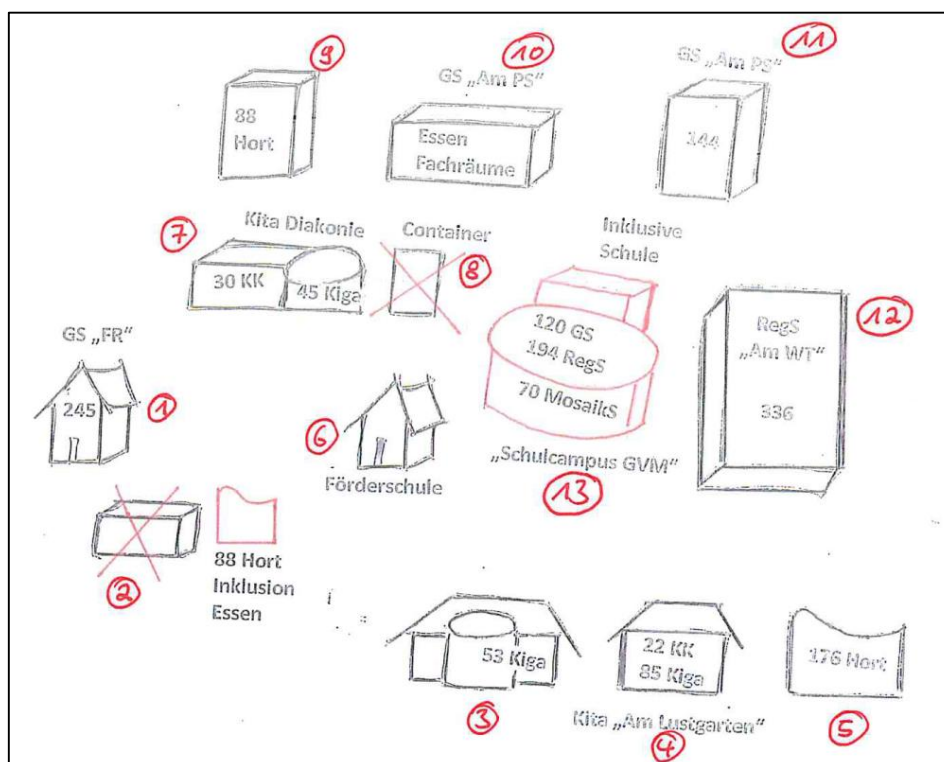 9
88
Hort
10
GS „Am PS"
Essen
Fachräume
11
GS „Am PS"
144
7
Kita Diakonie
30 KK
45 Kiga
Container
8
Inklusive
Schule
120 GS
194 RegS
70 MosaikS
„Schulcampus GVM"
13
RegS
„Am WT"
336
12
GS „FR"
245
1
6
Förderschule
2
88 Hort
Inklusion
Essen
53 Kiga
3
22 KK
85 Kiga
Kita „Am Lustgarten"
4
176 Hort
5